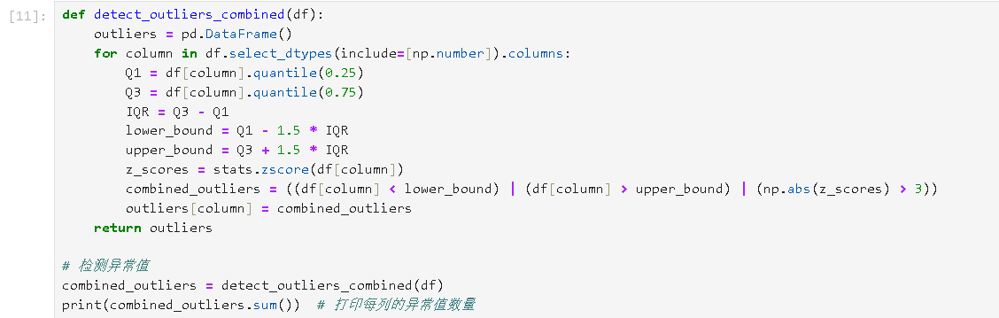 [11]:
def detect_outliers_combined(df):
    outliers = pd.DataFrame()
    for column in df.select_dtypes(include=[np.number]).columns:
        Q1 = df[column].quantile(0.25)
        Q3 = df[column].quantile(0.75)
        IQR = Q3 - Q1
        lower_bound = Q1 - 1.5 * IQR
        upper_bound = Q3 + 1.5 * IQR
        z_scores = stats.zscore(df[column])
        combined_outliers = ((df[column] < lower_bound) | (df[column] > upper_bound) | (np.abs(z_scores) > 3))
        outliers[column] = combined_outliers
    return outliers

# 检测异常值
combined_outliers = detect_outliers_combined(df)
print(combined_outliers.sum())  # 打印每列的异常值数量